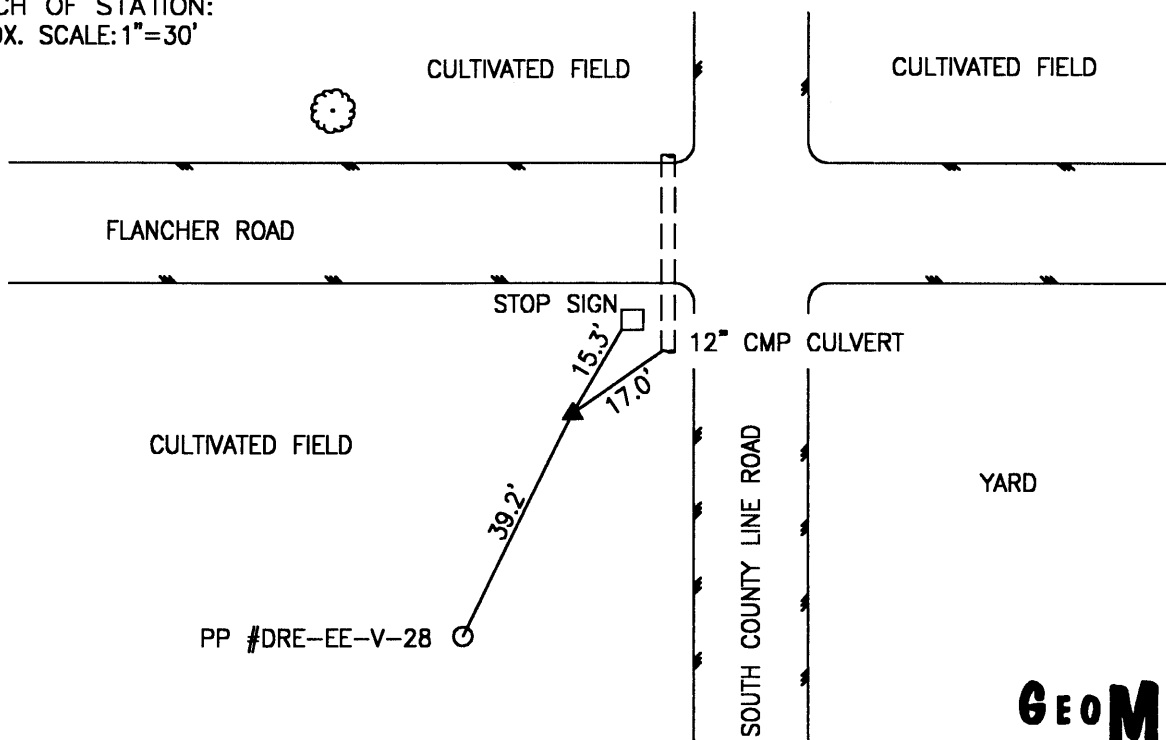 CH OF STATION:
OX. SCALE: 1"=30'
CULTIVATED FIELD
CULTIVATED FIELD
FLANCHER ROAD
STOP SIGN
15.3'
12" CMP CULVERT
17.0'
CULTIVATED FIELD
SOUTH COUNTY LINE ROAD
YARD
39.2'
PP #DRE-EE-V-28
GEOM